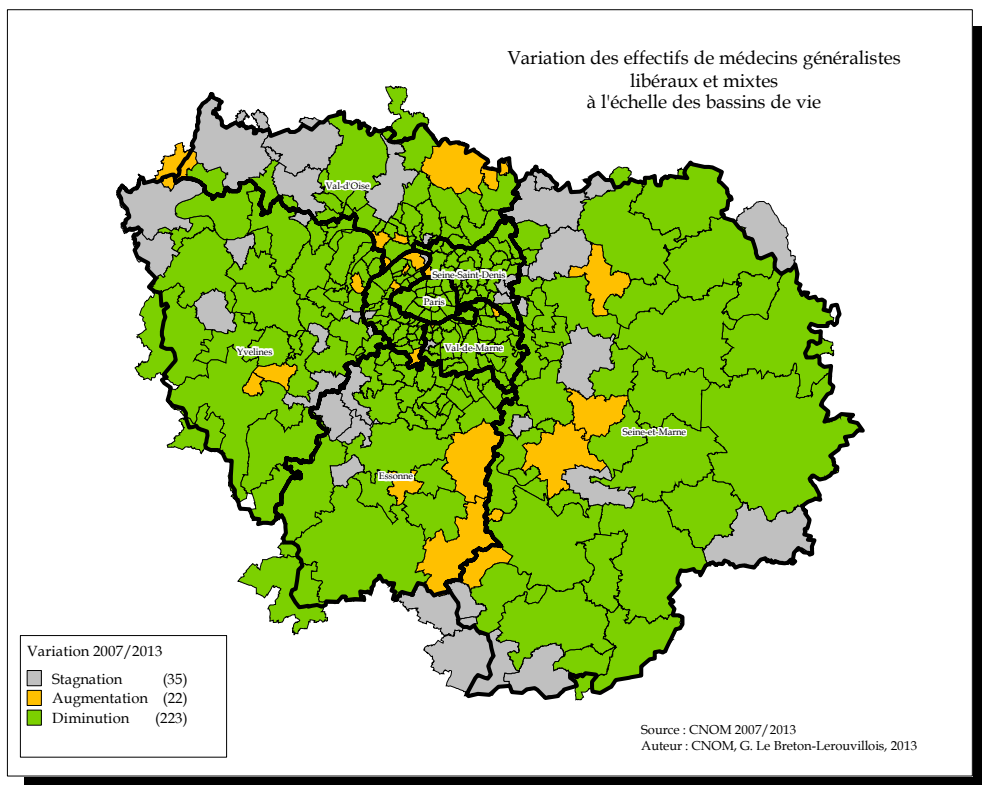 Variation des effectifs de médecins généralistes
libéraux et mixtes
à l'échelle des bassins de vie
Val-d'Oise
Seine-Saint-Denis
Paris
Val-de-Marne
Yvelines
Seine-et-Marne
Essonne
Variation 2007/2013
Stagnation (35)
Augmentation (22)
Diminution (223)
Source : CNOM 2007/2013
Auteur : CNOM, G. Le Breton-Lerouvillois, 2013